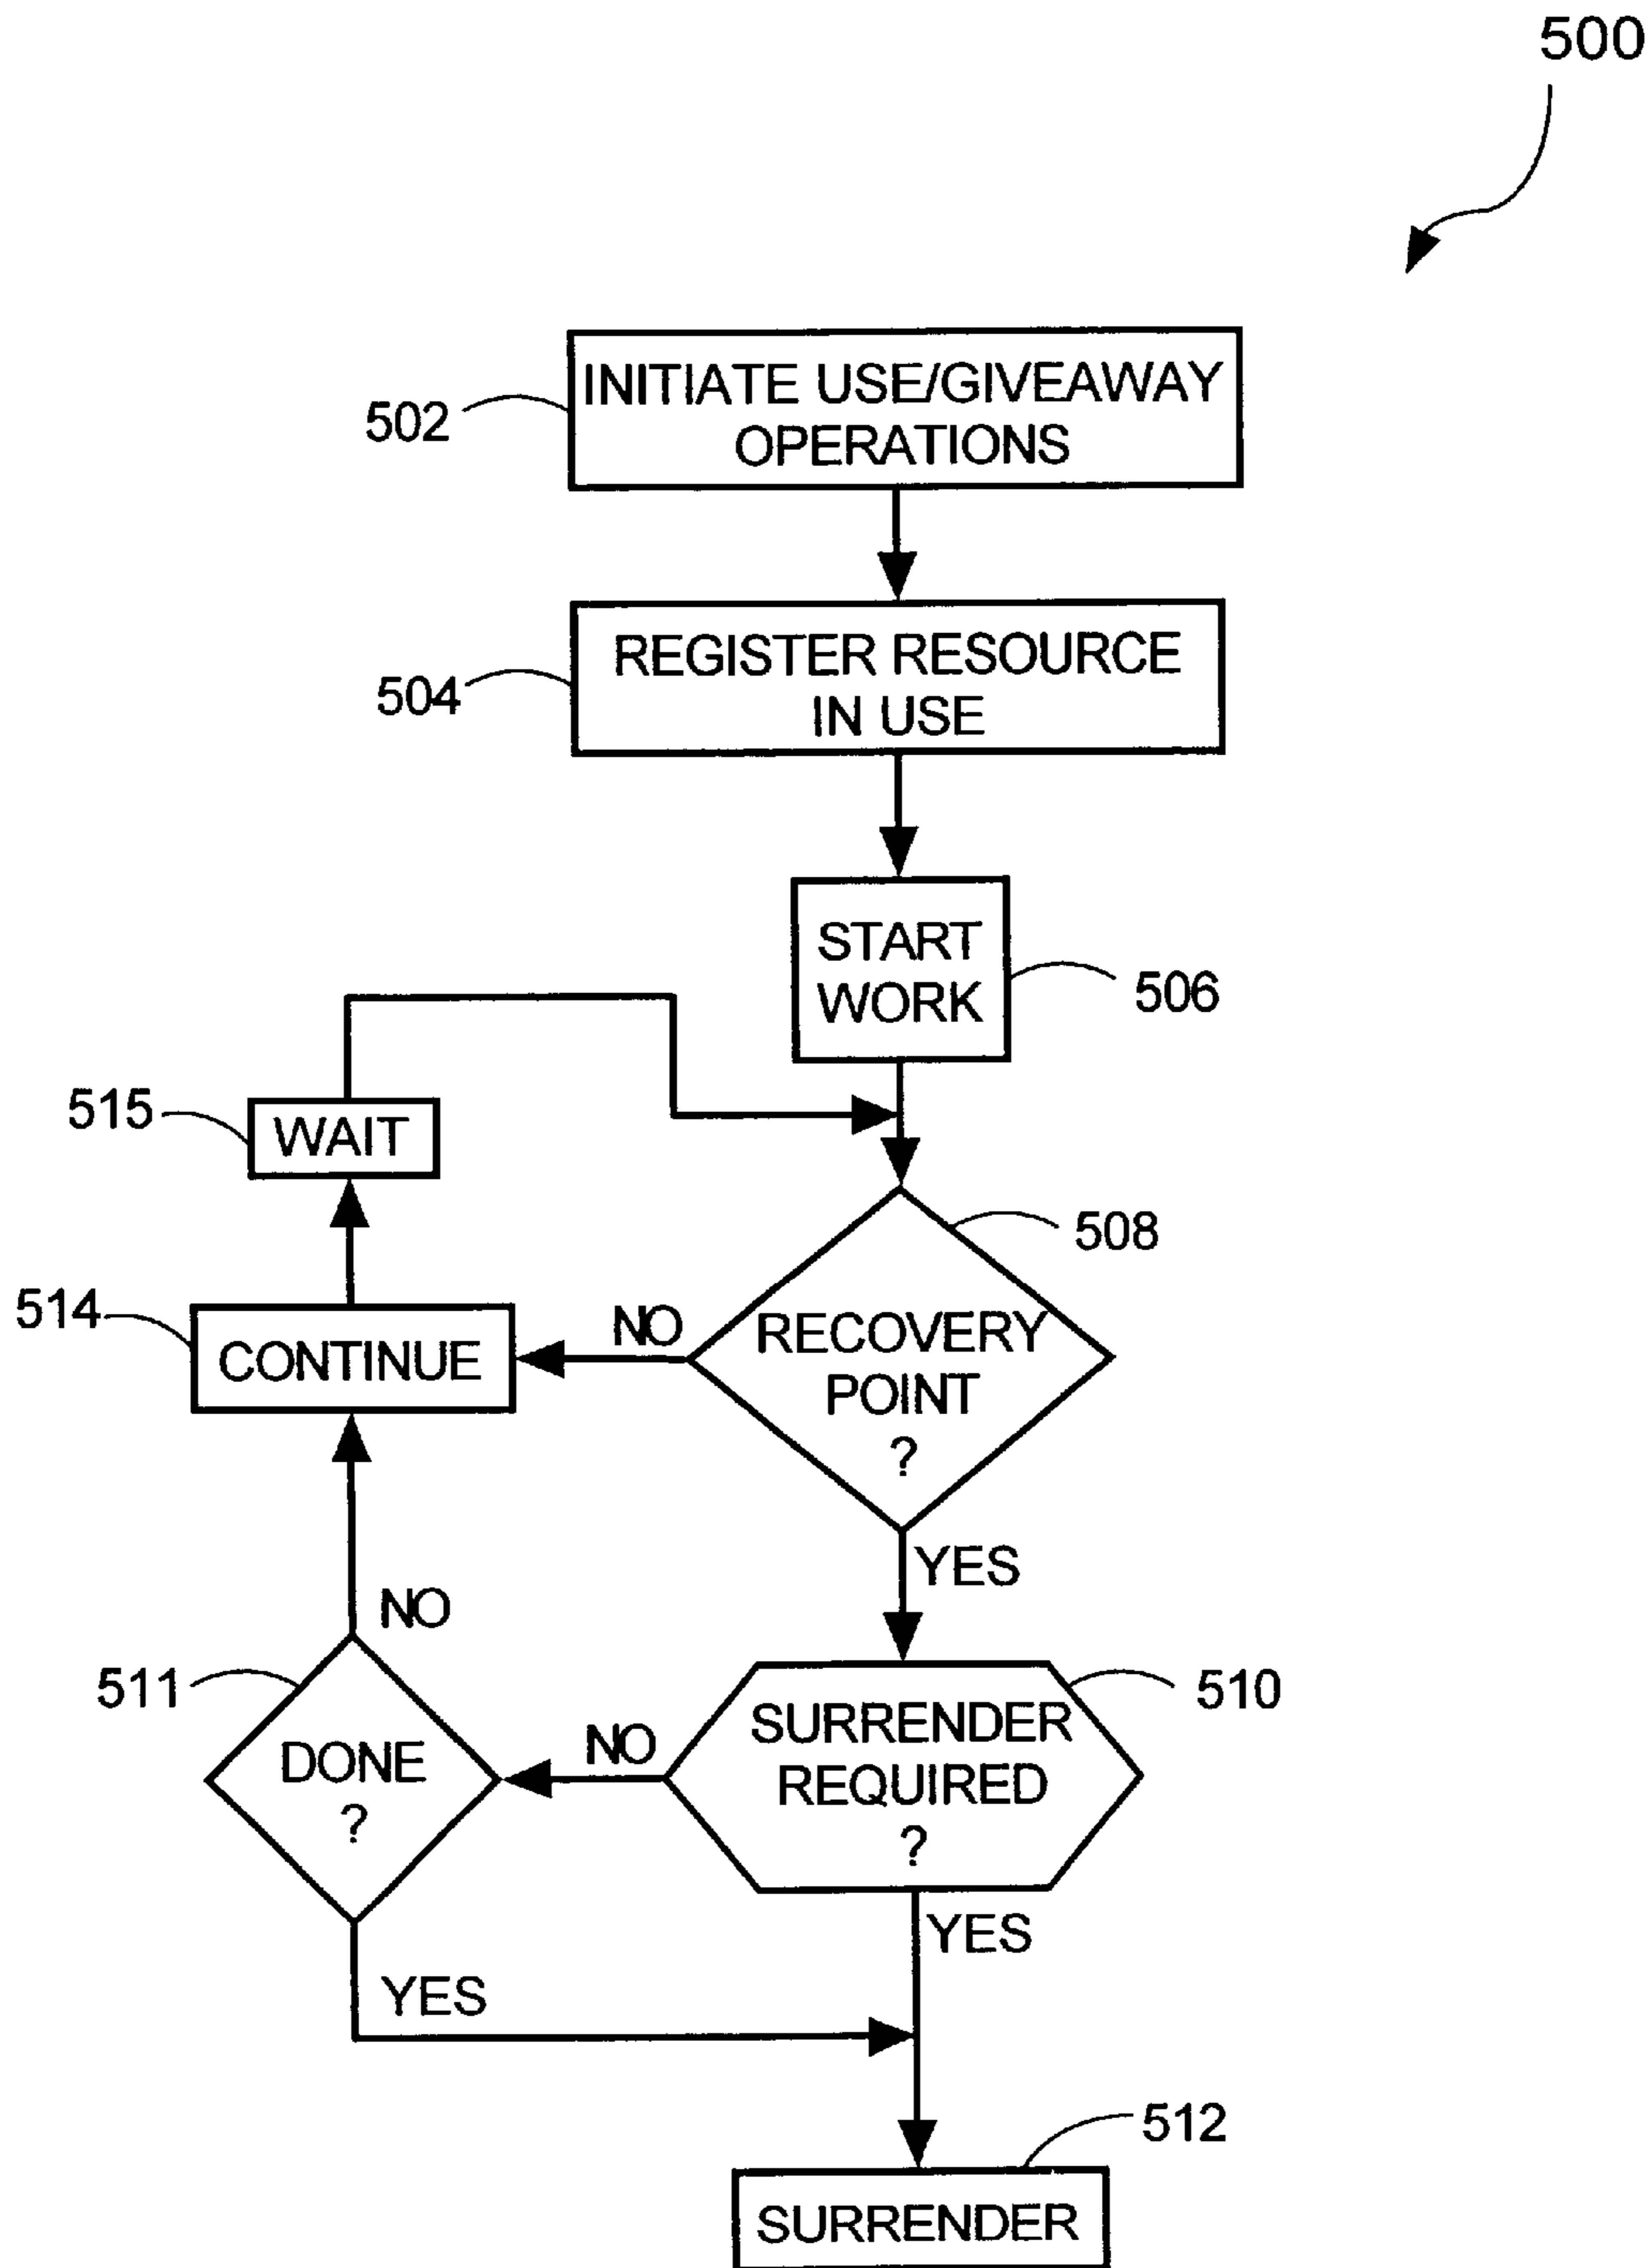 500
INITIATE USE/GIVEAWAY
OPERATIONS
502
REGISTER RESOURCE
IN USE
504
START
WORK
506
515
WAIT
508
514
CONTINUE
NO
RECOVERY
POINT
?
YES
NO
511
DONE
?
NO
SURRENDER
REQUIRED
?
510
YES
YES
512
SURRENDER